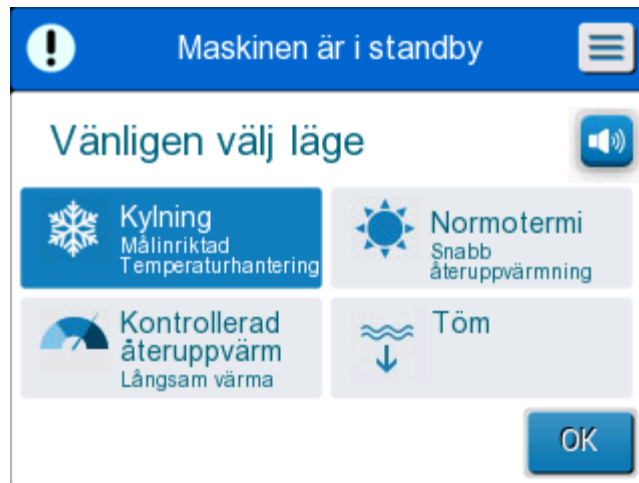 Maskinen är i standby
Vänligen välj läge
Kylning
Målinriktad
Temperaturhantering
Normotermi
Snabb
återuppvärmning
Kontrollerad
återuppvärm
Långsam värma
Töm
OK